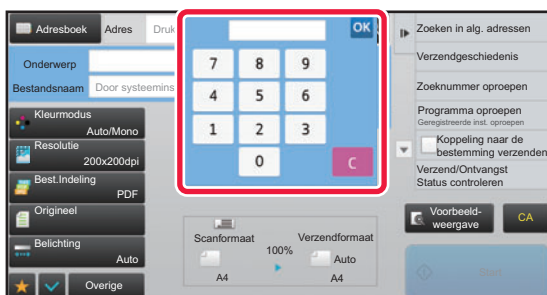 Adresboek
Adres
Druk
OK
Zoeken in alg. adressen
Onderwerp
7 8 9
Verzendgeschiedenis
Bestandsnaam
Door systeemins
4 5 6
Zoeknummer oproepen
Kleurmodus
Auto/Mono
1 2 3
Programma oproepen
Geregistreerde inst. oproepen
Resolutie
200x200dpi
0
C
Koppeling naar de
bestemming verzenden
Best.Indeling
PDF
Verzend/Ontvangst
Status controleren
Origineel
Voorbeeld-
weergave
CA
Belichting
Auto
Scanformaat
100%
Verzendformaat
Auto
A4
A4
Overige
Start